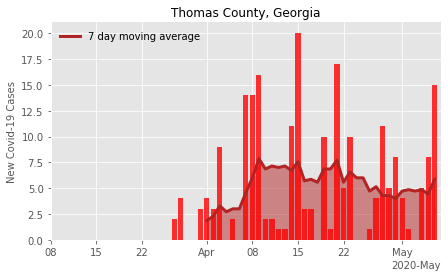 Thomas County, Georgia
7 day moving average
New Covid-19 Cases
20.0
17.5
15.0
12.5
10.0
7.5
5.0
2.5
0.0
08
15
22
Apr
08
15
22
May
2020-May